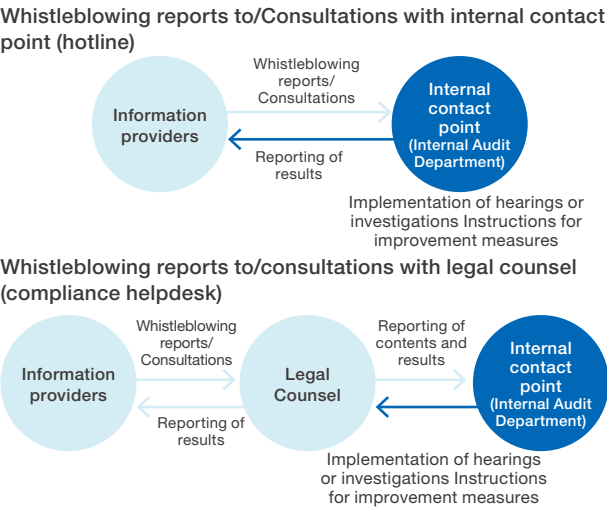 Whistleblowing reports to/Consultations with internal contact
point (hotline)
Whistleblowing
reports/
Consultations
Information
providers
Internal
contact
point
(Internal Audit
Department)
Reporting of
results
Implementation of hearings or
investigations Instructions for
improvement measures
Whistleblowing reports to/consultations with legal counsel
(compliance helpdesk)
Whistleblowing
reports/
Consultations
Reporting of
contents and
results
Information
providers
Legal
Counsel
Internal
contact
point
(Internal Audit
Department)
Reporting of
results
Implementation of hearings
or investigations Instructions
for improvement measures